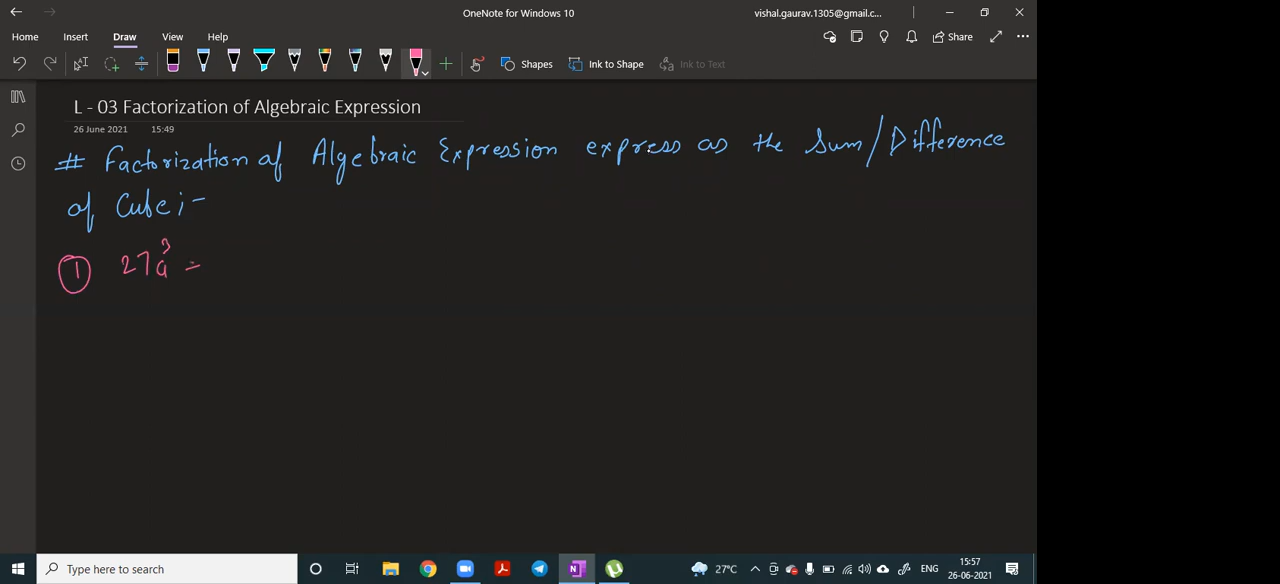 OneNote for Windows 10
vishal.gaurav.1305@gmail.c...
Home Insert Draw View Help
Share
Shapes Ink to Shape Ink to Text
L - 03 Factorization of Algebraic Expression
26 June 2021 15:49
# Factorization of Algebraic Expression express as the Sum/Difference
of Cube :-
① 27a³ =
Type here to search
27°C
ENG
15:57
26-06-2021